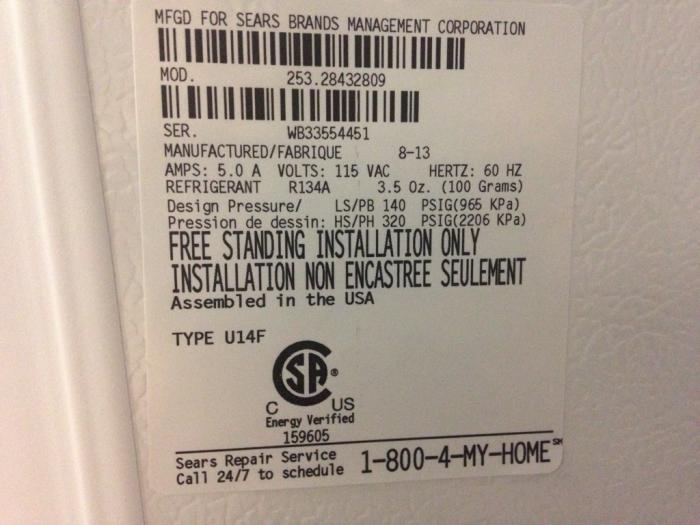 MFGD FOR SEARS BRANDS MANAGEMENT CORPORATION
MOD. 253.28432809
SER. WB33554451
MANUFACTURED/FABRIQUE 8-13
AMPS: 5.0 A VOLTS: 115 VAC HERTZ: 60 HZ
REFRIGERANT R134A 3.5 Oz. (100 Grams)
Design Pressure/ LS/PB 140 PSIG(965 KPa)
Pression de dessin: HS/PH 320 PSIG(2206 KPa)
FREE STANDING INSTALLATION ONLY
INSTALLATION NON ENCASTREE SEULEMENT
Assembled in the USA
TYPE U14F
CSA®
C US
Energy Verified
159605
Sears Repair Service
Call 24/7 to schedule
1-800-4-MY-HOME℠